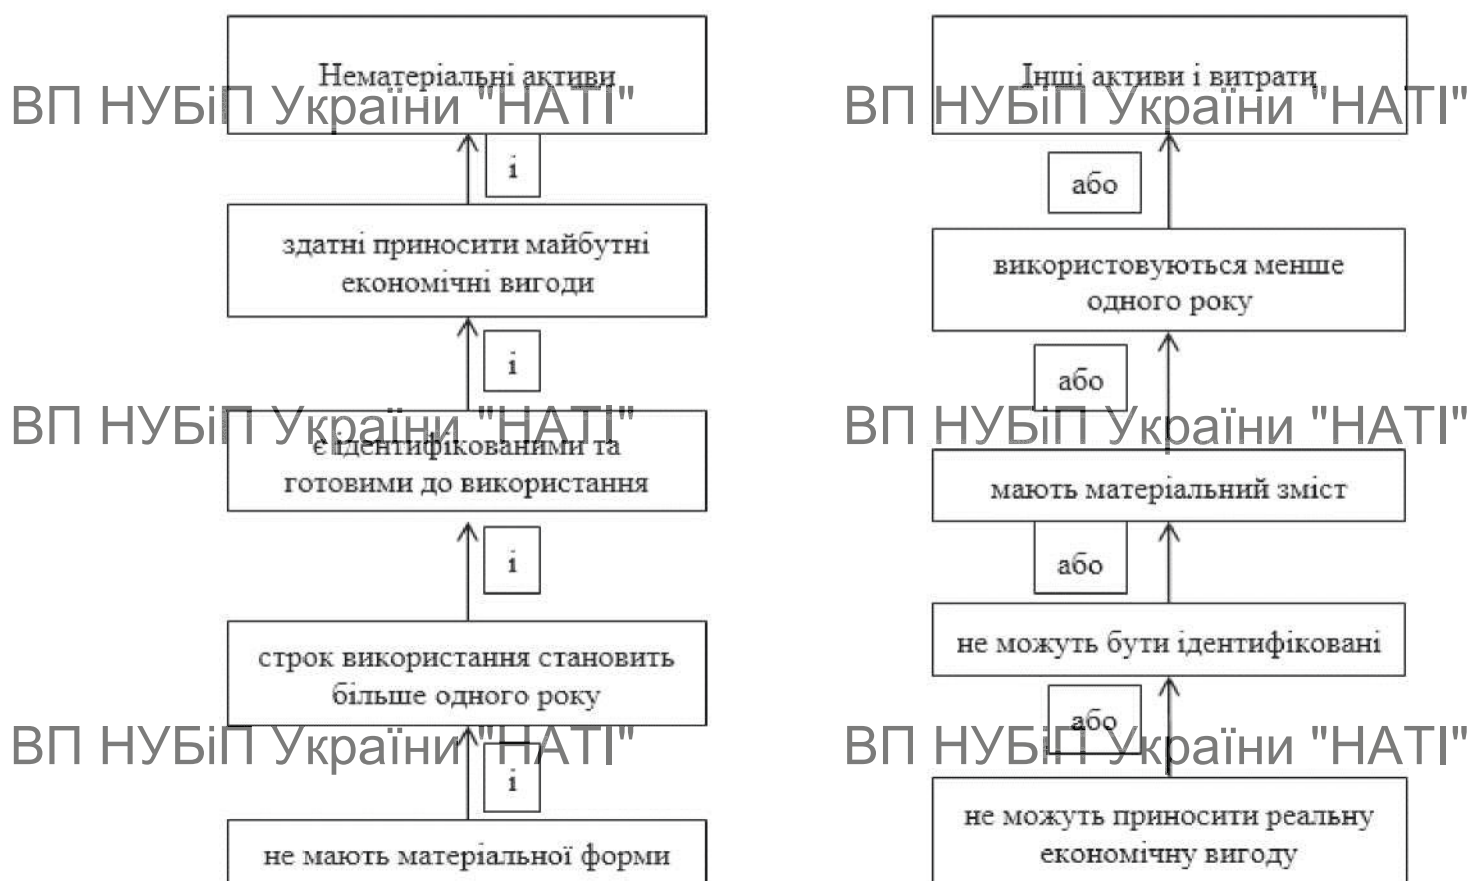 Нематеріальні активи
ВП НУБіП України "НАТІ"
і
здатні приносити майбутні
економічні вигоди
і
ВП НУБіП України "НАТІ"
є ідентифікованими та
готовими до використання
і
строк використання становить
більше одного року
ВП НУБіП України "НАТІ"
і
не мають матеріальної форми
Інші активи і витрати
ВП НУБіП України "НАТІ"
або
використовуються менше
одного року
або
ВП НУБіП України "НАТІ"
мають матеріальний зміст
або
не можуть бути ідентифіковані
або
ВП НУБіП України "НАТІ"
не можуть приносити реальну
економічну вигоду